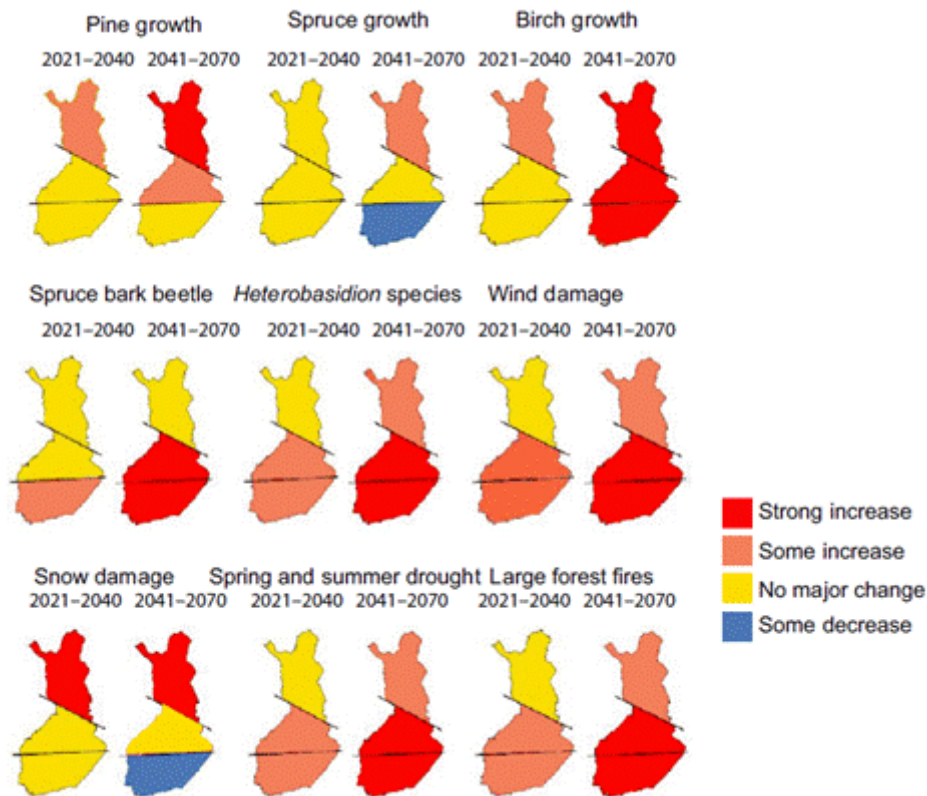 Pine growth
2021–2040 2041–2070
Spruce growth
2021–2040 2041–2070
Birch growth
2021–2040 2041–2070
Spruce bark beetle
2021–2040 2041–2070
Heterobasidion species
2021–2040 2041–2070
Wind damage
2021–2040 2041–2070
Snow damage
2021–2040 2041–2070
Spring and summer drought
2021–2040 2041–2070
Large forest fires
2021–2040 2041–2070
Strong increase
Some increase
No major change
Some decrease